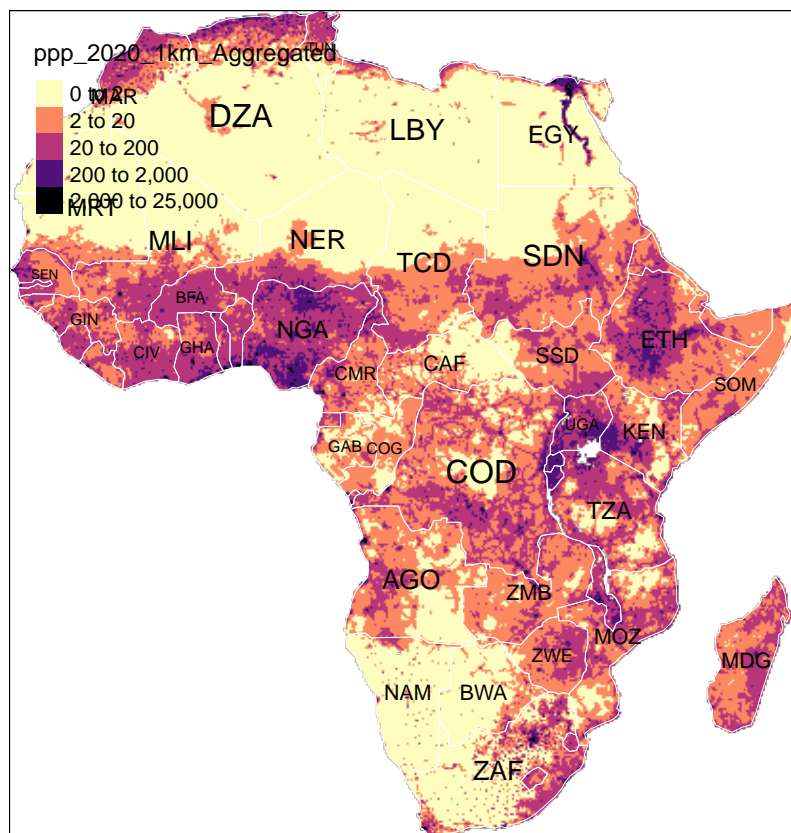 ppp_2020_1km_Aggregated
0 to 2
2 to 20
20 to 200
200 to 2,000
2,000 to 25,000
TUN
MAR
DZA
LBY
EGY
MRT
MLI
NER
TCD
SDN
SEN
BFA
GIN
CIV
GHA
NGA
CMR
CAF
SSD
ETH
SOM
GAB
COG
COD
UGA
KEN
TZA
AGO
ZMB
MOZ
ZWE
MDG
NAM
BWA
ZAF